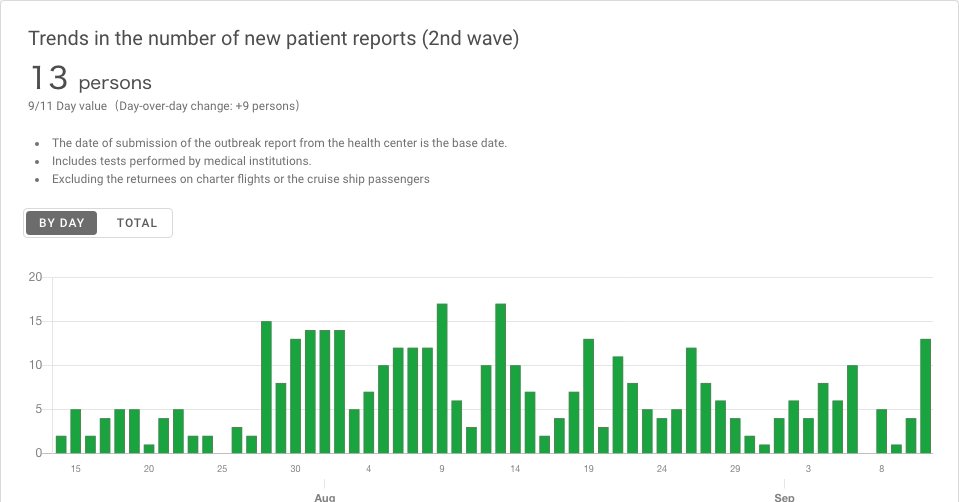 Trends in the number of new patient reports (2nd wave)
13 persons
9/11 Day value（Day-over-day change: +9 persons）
• The date of submission of the outbreak report from the health center is the base date.
• Includes tests performed by medical institutions.
• Excluding the returnees on charter flights or the cruise ship passengers
BY DAY TOTAL
20
15
10
5
0
15 20 25 30 4 9 14 19 24 29 3 8
Aug Sep